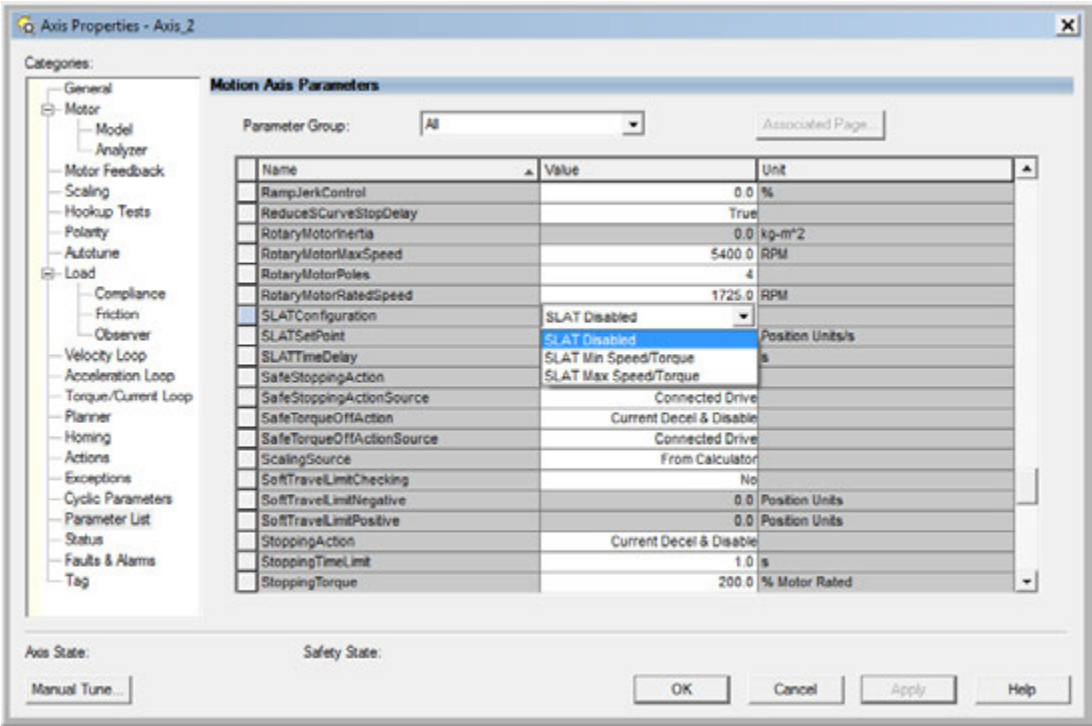 Axis Properties - Axis_2
Categories:
General
Motor
Model
Analyzer
Motor Feedback
Scaling
Hookup Tests
Polarity
Autotune
Load
Compliance
Friction
Observer
Velocity Loop
Acceleration Loop
Torque/Current Loop
Planner
Homing
Actions
Exceptions
Cyclic Parameters
Parameter List
Status
Faults & Alarms
Tag
Motion Axis Parameters
Parameter Group: All Associated Page...
Name Value Unit
RampJerkControl 0.0 %
ReduceSCurveStopDelay True
RotaryMotorInertia 0.0 kg-m^2
RotaryMotorMaxSpeed 5400.0 RPM
RotaryMotorPoles 4
RotaryMotorRatedSpeed 1725.0 RPM
SLATConfiguration SLAT Disabled
SLATSetPoint SLAT Disabled Position Units/s
SLATTimeDelay SLAT Min Speed/Torque s
SafeStoppingAction SLAT Max Speed/Torque
SafeStoppingActionSource Connected Drive
SafeTorqueOffAction Current Decel & Disable
SafeTorqueOffActionSource Connected Drive
ScalingSource From Calculator
SoftTravelLimitChecking No
SoftTravelLimitNegative 0.0 Position Units
SoftTravelLimitPositive 0.0 Position Units
StoppingAction Current Decel & Disable
StoppingTimeLimit 1.0 s
StoppingTorque 200.0 % Motor Rated
Axis State: Safety State:
Manual Tune... OK Cancel Apply Help